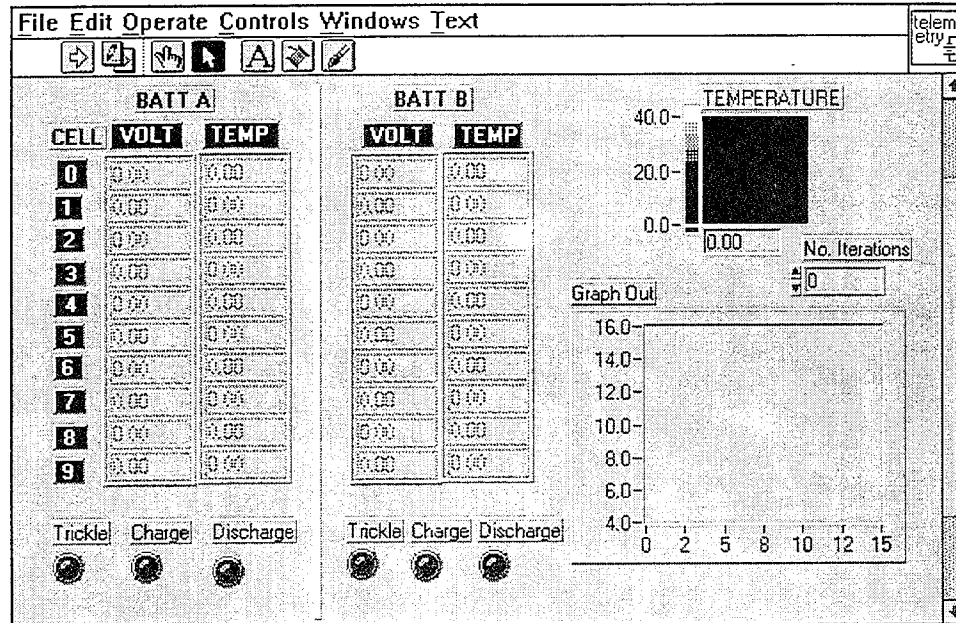 File Edit Operate Controls Windows Text
telem
etry
A
BATT A
BATT B
TEMPERATURE
CELL VOLT TEMP
VOLT TEMP
0 0.00 0.00 0.00 0.00
1 0.00 0.00 0.00 0.00
2 0.00 0.00 0.00 0.00
3 0.00 0.00 0.00 0.00
4 0.00 0.00 0.00 0.00
5 0.00 0.00 0.00 0.00
6 0.00 0.00 0.00 0.00
7 0.00 0.00 0.00 0.00
8 0.00 0.00 0.00 0.00
9 0.00 0.00 0.00 0.00
Trickle Charge Discharge
Trickle Charge Discharge
40.0
20.0
0.0
0.00
No. Iterations
0
Graph Out
16.0
14.0
12.0
10.0
8.0
6.0
4.0
0 2 5 8 10 12 15